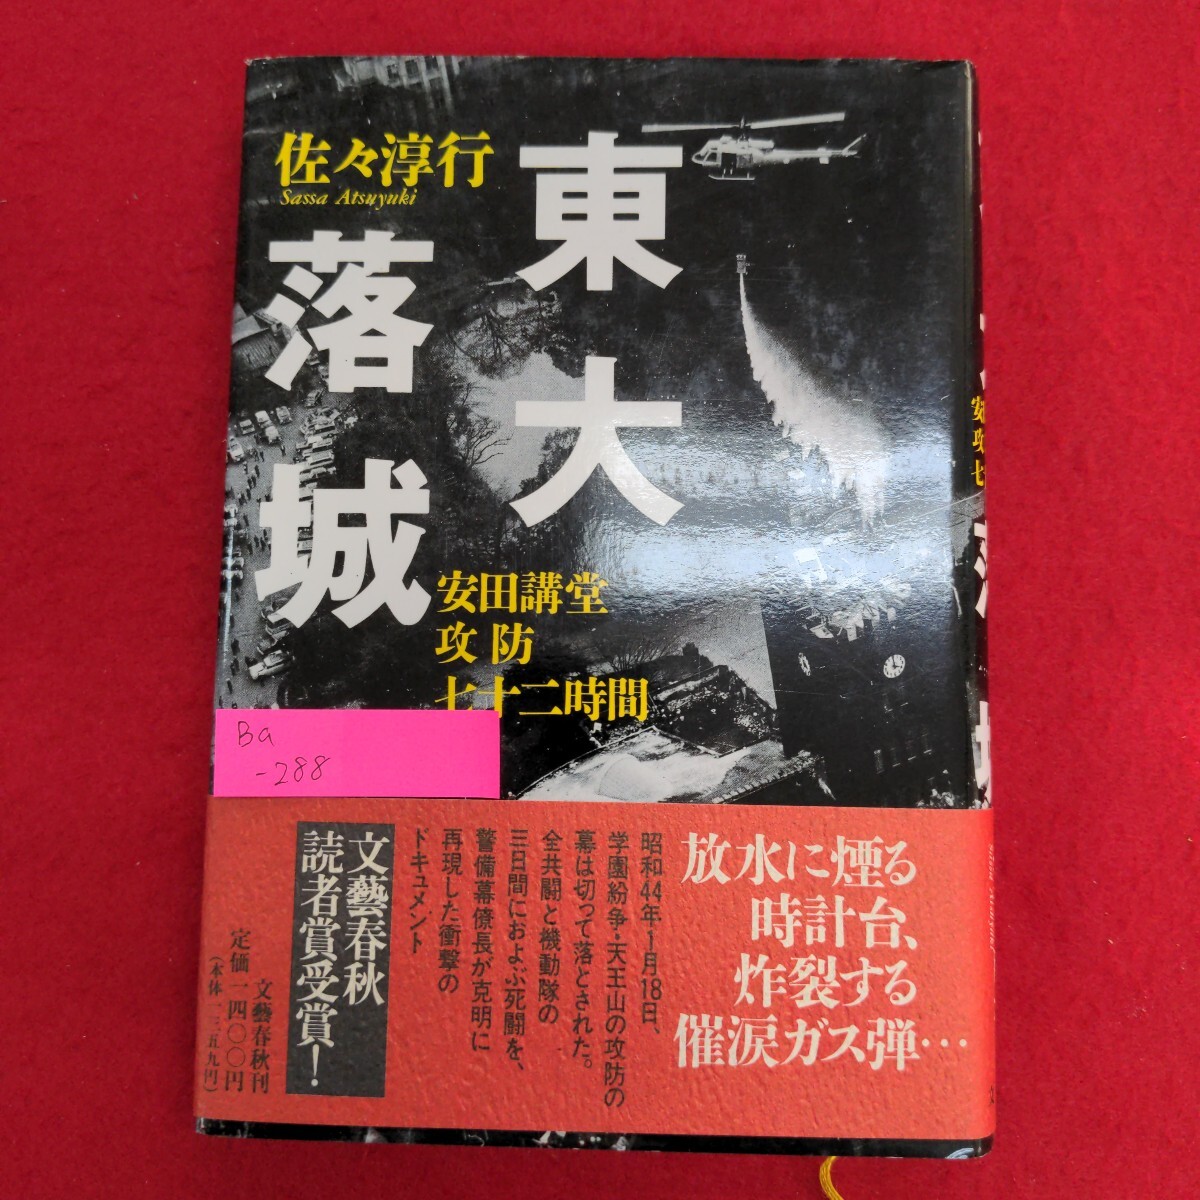 佐々淳行
Sassa Atsuyuki
東大
落城
安田講堂
攻防
七十二時間
Ba
-288
放水に煙る
時計台、
炸裂する
催涙ガス弾…
昭和44年1月18日、
学園紛争・天王山の攻防の
幕は切って落とされた。
全共闘と機動隊の
三日間におよぶ死闘を、
警備幕僚長が克明に
再現した衝撃の
ドキュメント
文藝春秋
読者賞受賞!
文藝春秋刊
定価一四〇〇円
(本体一三五九円)
安
攻
七